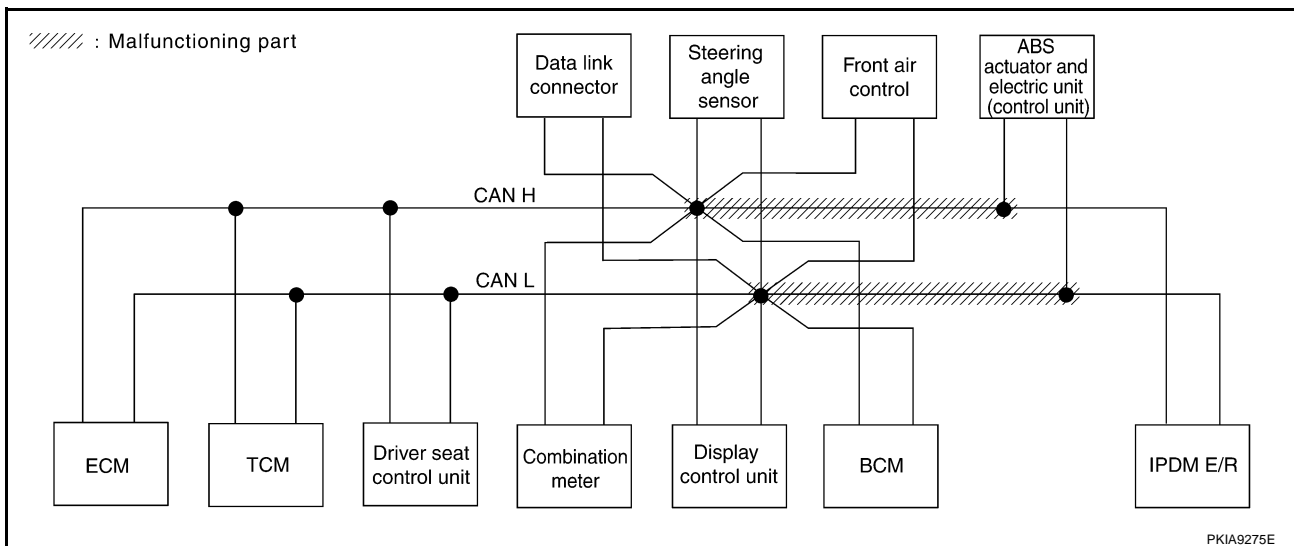 : Malfunctioning part
Data link
connector
Steering
angle
sensor
Front air
control
ABS
actuator and
electric unit
(control unit)
CAN H
CAN L
ECM
TCM
Driver seat
control unit
Combination
meter
Display
control unit
BCM
IPDM E/R
PKIA9275E